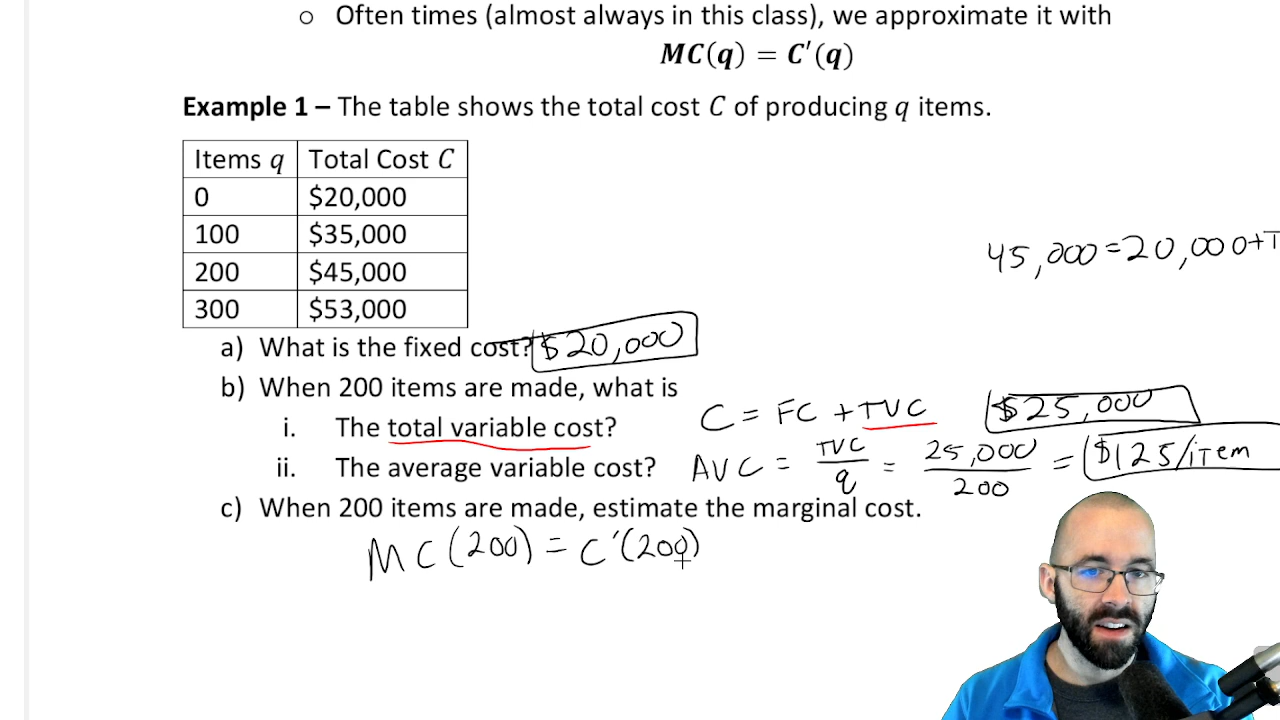 ○ Often times (almost always in this class), we approximate it with
MC(q) = C′(q)
Example 1 – The table shows the total cost C of producing q items.
Items q Total Cost C
0 $20,000
100 $35,000
200 $45,000
300 $53,000
45,000=20,000+T
a) What is the fixed cost? $20,000
b) When 200 items are made, what is
i. The total variable cost? C = FC + TVC $25,000
ii. The average variable cost? AVC = TVC/q = 25,000/200 = $125/item
c) When 200 items are made, estimate the marginal cost.
MC(200) = C′(200)